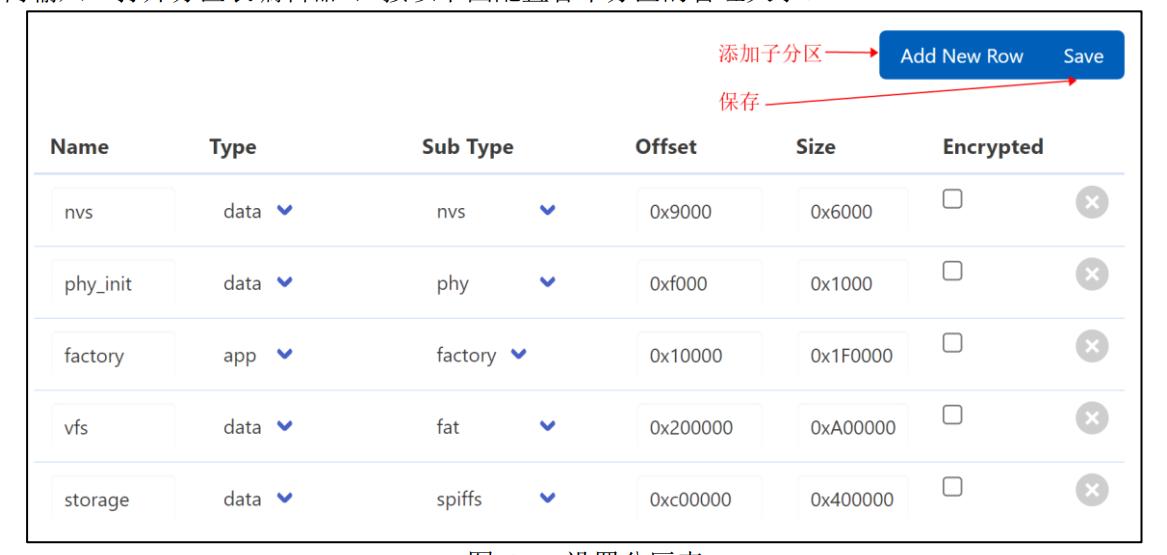 添加子分区 Add New Row Save
保存
Name Type Sub Type Offset Size Encrypted
nvs data nvs 0x9000 0x6000
phy_init data phy 0xf000 0x1000
factory app factory 0x10000 0x1F0000
vfs data fat 0x200000 0xA00000
storage data spiffs 0xc00000 0x400000